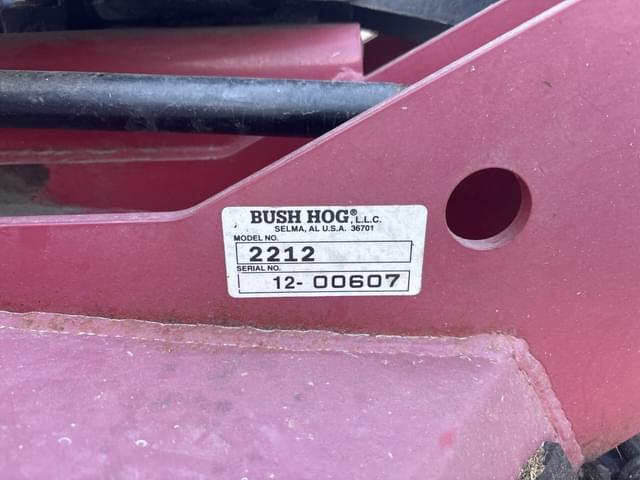 BUSH HOG®, L.L.C.
SELMA, AL U.S.A. 36701
MODEL NO.
2212
SERIAL NO.
12- 00607